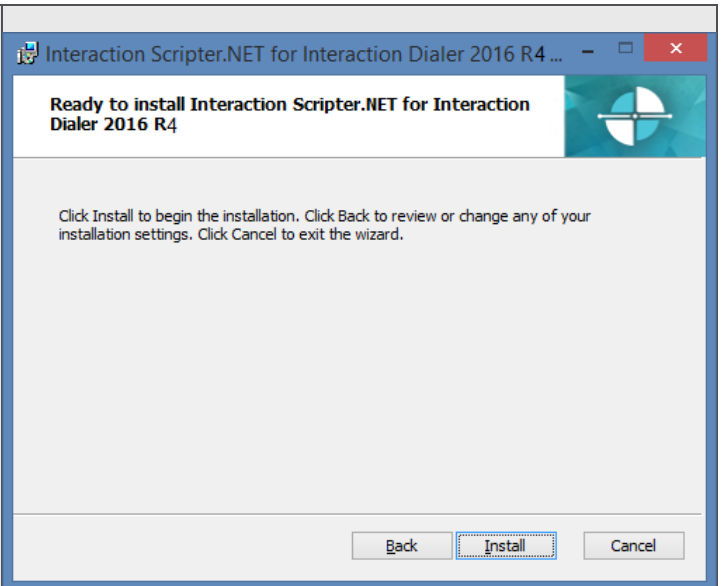 Interaction Scripter.NET for Interaction Dialer 2016 R4 ...
Ready to install Interaction Scripter.NET for Interaction
Dialer 2016 R4
Click Install to begin the installation. Click Back to review or change any of your
installation settings. Click Cancel to exit the wizard.
Back Install Cancel